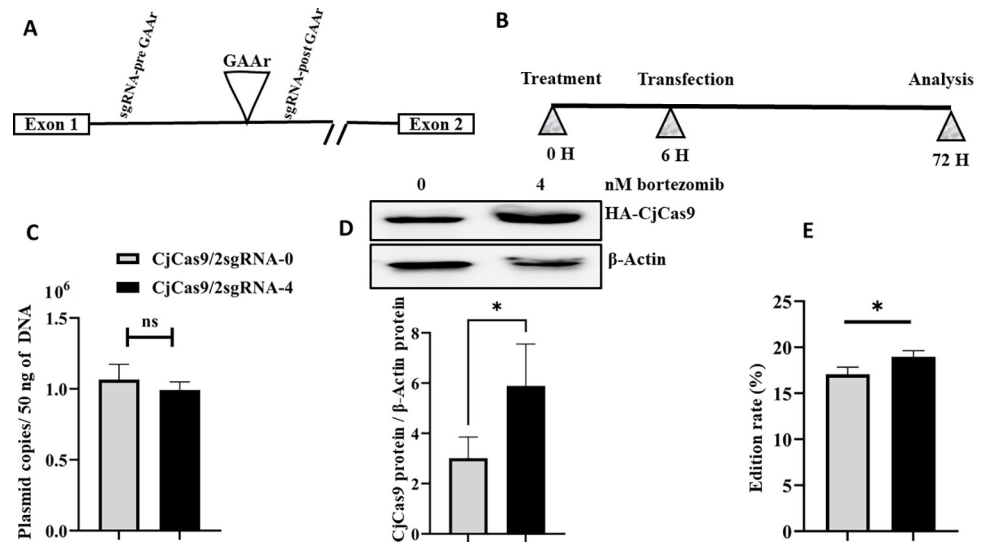 A
sgRNA-pre GAAr
GAAr
sgRNA-post GAAr
Exon 1
Exon 2
B
Treatment Transfection Analysis
0 H 6 H 72 H
C
CjCas9/2sgRNA-0
CjCas9/2sgRNA-4
10⁶
Plasmid copies/ 50 ng of DNA
1.5
1.0
0.5
0.0
ns
D
0 4 nM bortezomib
HA-CjCas9
β-Actin
CjCas9 protein / β-Actin protein
8
6
4
2
0
*
E
Edition rate (%)
25
20
15
10
5
0
*